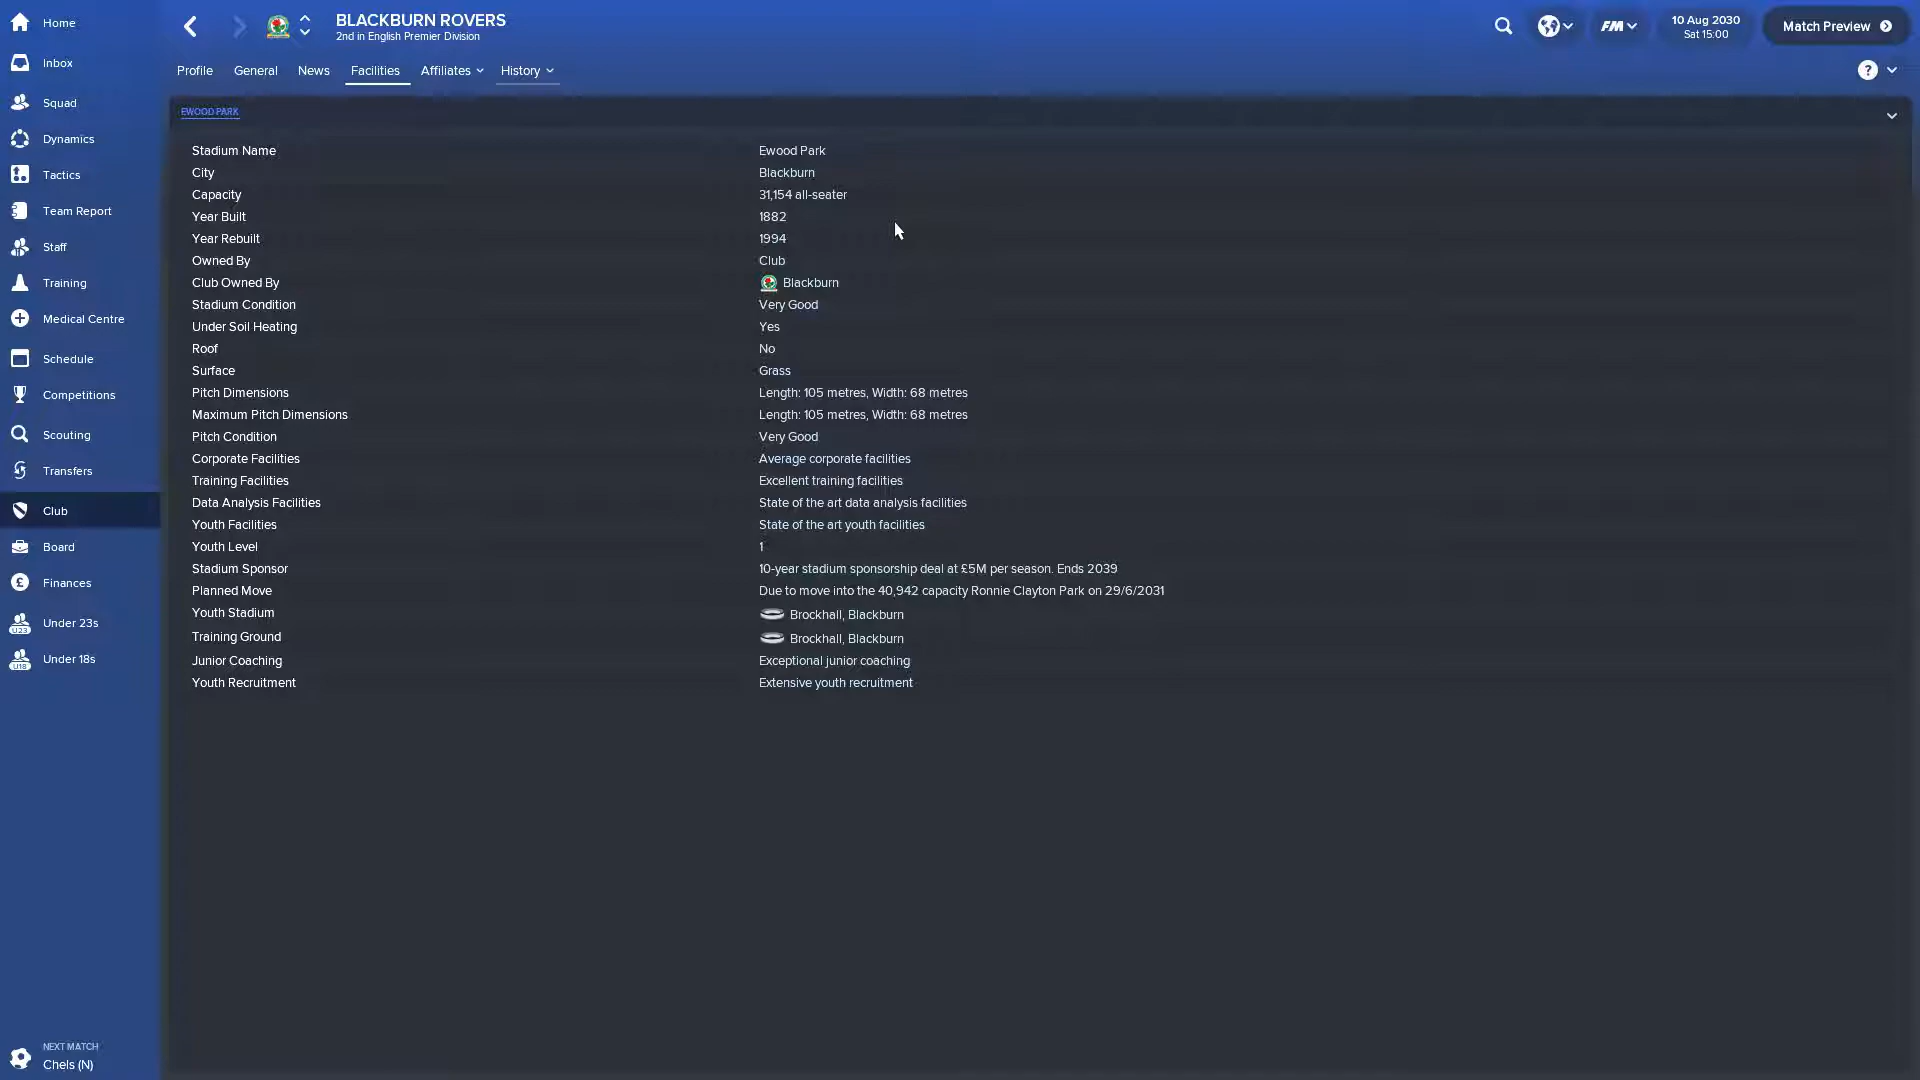 Home
Inbox
Squad
Dynamics
Tactics
Team Report
Staff
Training
Medical Centre
Schedule
Competitions
Scouting
Transfers
Club
Board
Finances
Under 23s
Under 18s
NEXT MATCH
Chels (N)
BLACKBURN ROVERS
2nd in English Premier Division
FM
10 Aug 2030
Sat 15:00
Match Preview
Profile General News Facilities Affiliates History
?
EWOOD PARK
Stadium Name Ewood Park
City Blackburn
Capacity 31,154 all-seater
Year Built 1882
Year Rebuilt 1994
Owned By Club
Club Owned By Blackburn
Stadium Condition Very Good
Under Soil Heating Yes
Roof No
Surface Grass
Pitch Dimensions Length: 105 metres, Width: 68 metres
Maximum Pitch Dimensions Length: 105 metres, Width: 68 metres
Pitch Condition Very Good
Corporate Facilities Average corporate facilities
Training Facilities Excellent training facilities
Data Analysis Facilities State of the art data analysis facilities
Youth Facilities State of the art youth facilities
Youth Level 1
Stadium Sponsor 10-year stadium sponsorship deal at £5M per season. Ends 2039
Planned Move Due to move into the 40,942 capacity Ronnie Clayton Park on 29/6/2031
Youth Stadium Brockhall, Blackburn
Training Ground Brockhall, Blackburn
Junior Coaching Exceptional junior coaching
Youth Recruitment Extensive youth recruitment